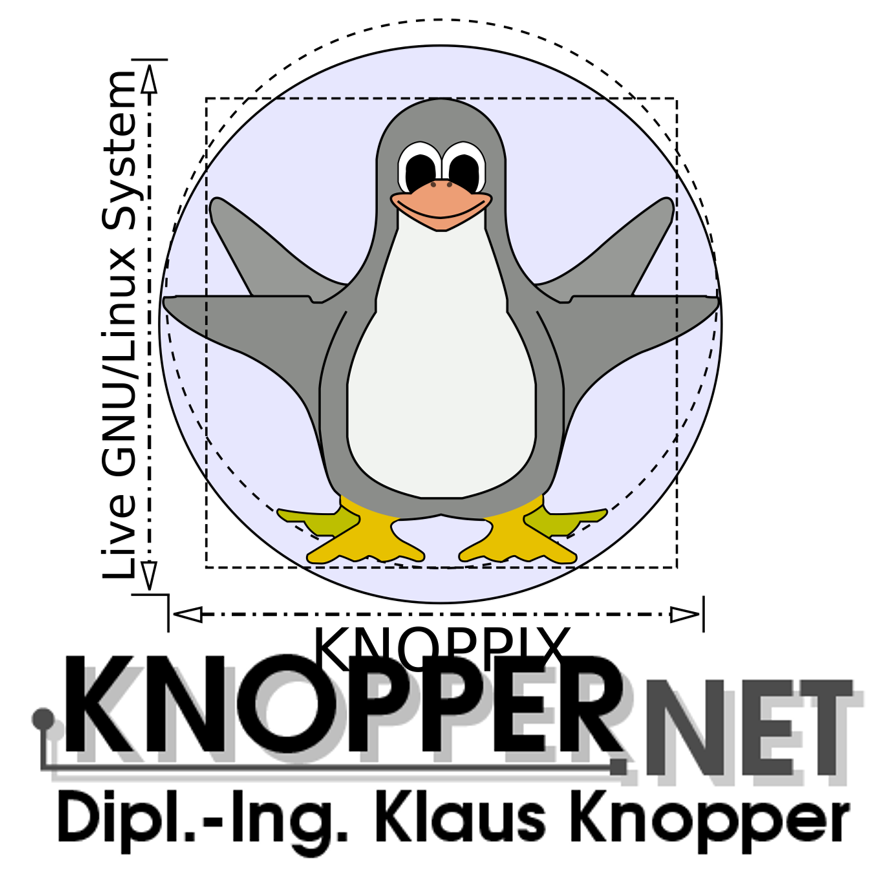 Live GNU/Linux System
KNOPPIX
KNOPPER.NET
Dipl.-Ing. Klaus Knopper